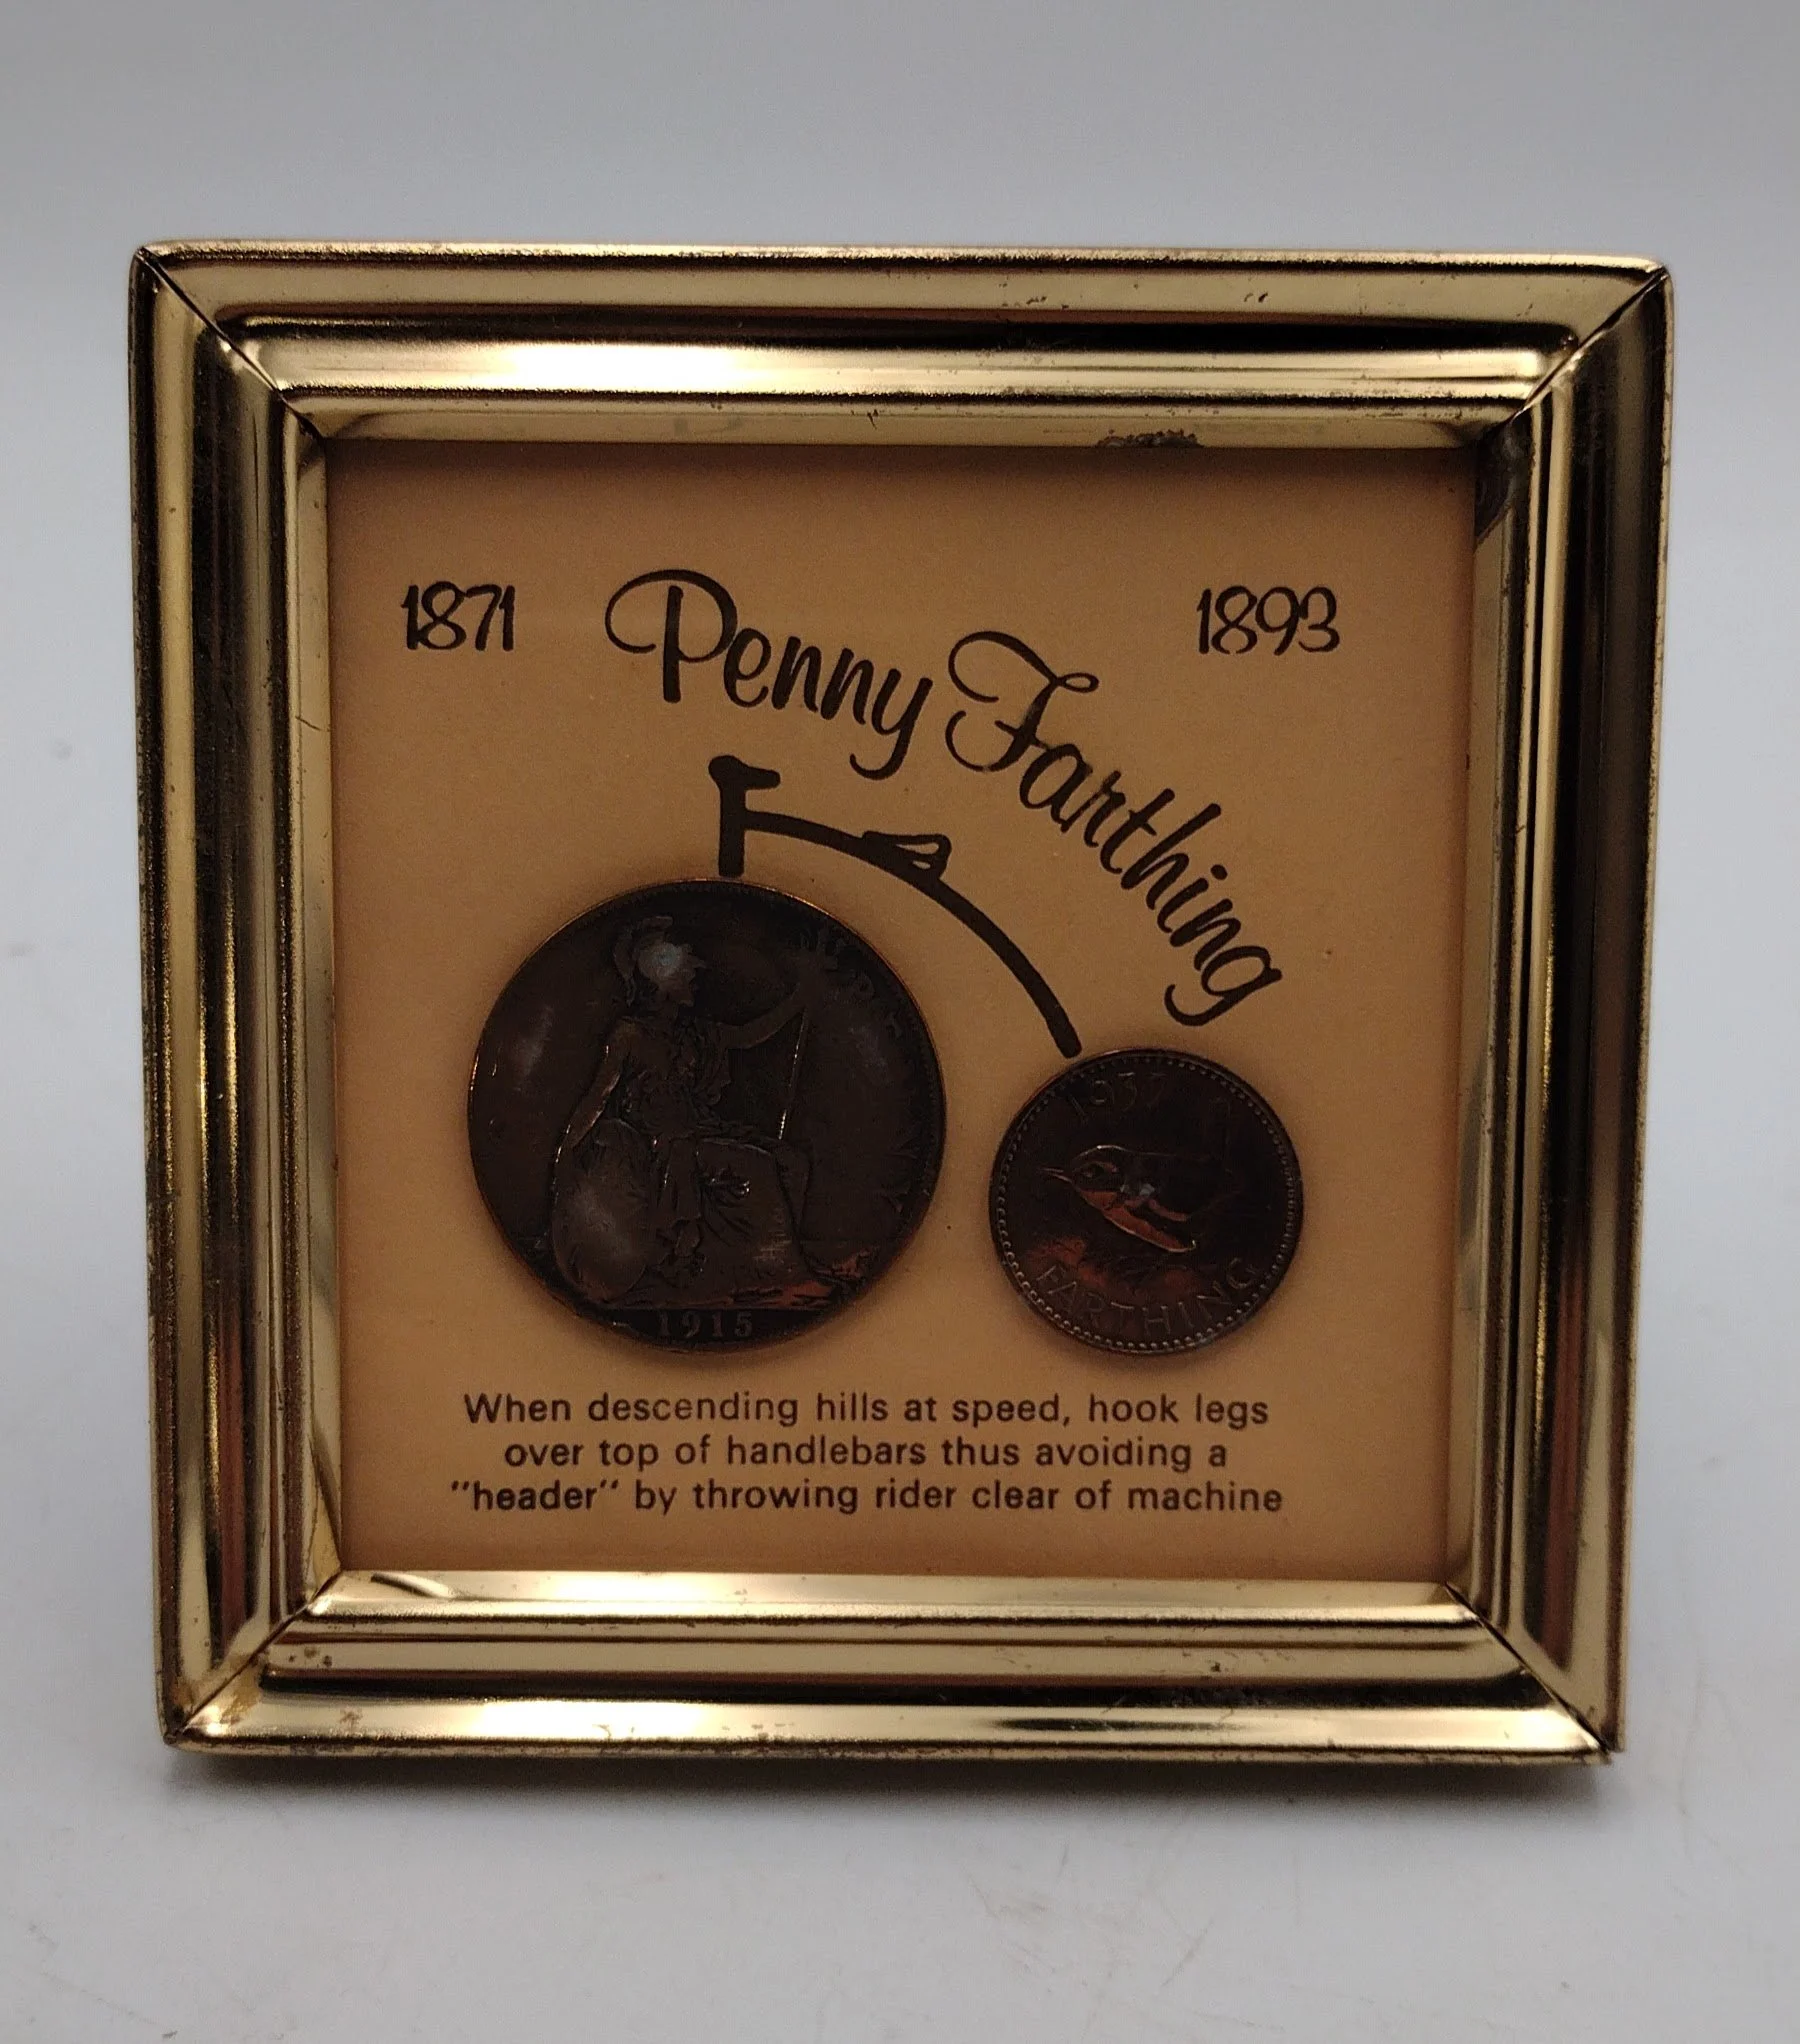 1871
Penny Farthing
1893
1915
1937
FARTHING
When descending hills at speed, hook legs
over top of handlebars thus avoiding a
"header" by throwing rider clear of machine